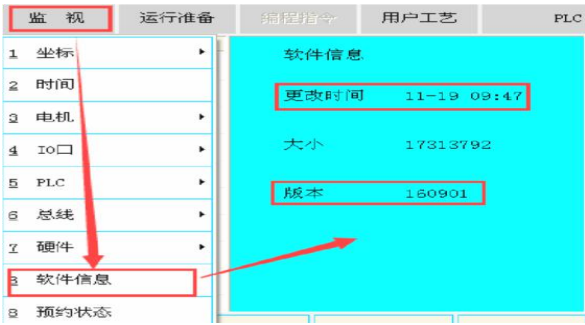 监 视 运行准备 编程指令 用户工艺 PLC
1 坐标
2 时间
3 电机
4 IO口
5 PLC
6 总线
7 硬件
8 软件信息
8 预约状态
软件信息
更改时间 11-19 09:47
大小 17313792
版本 160901